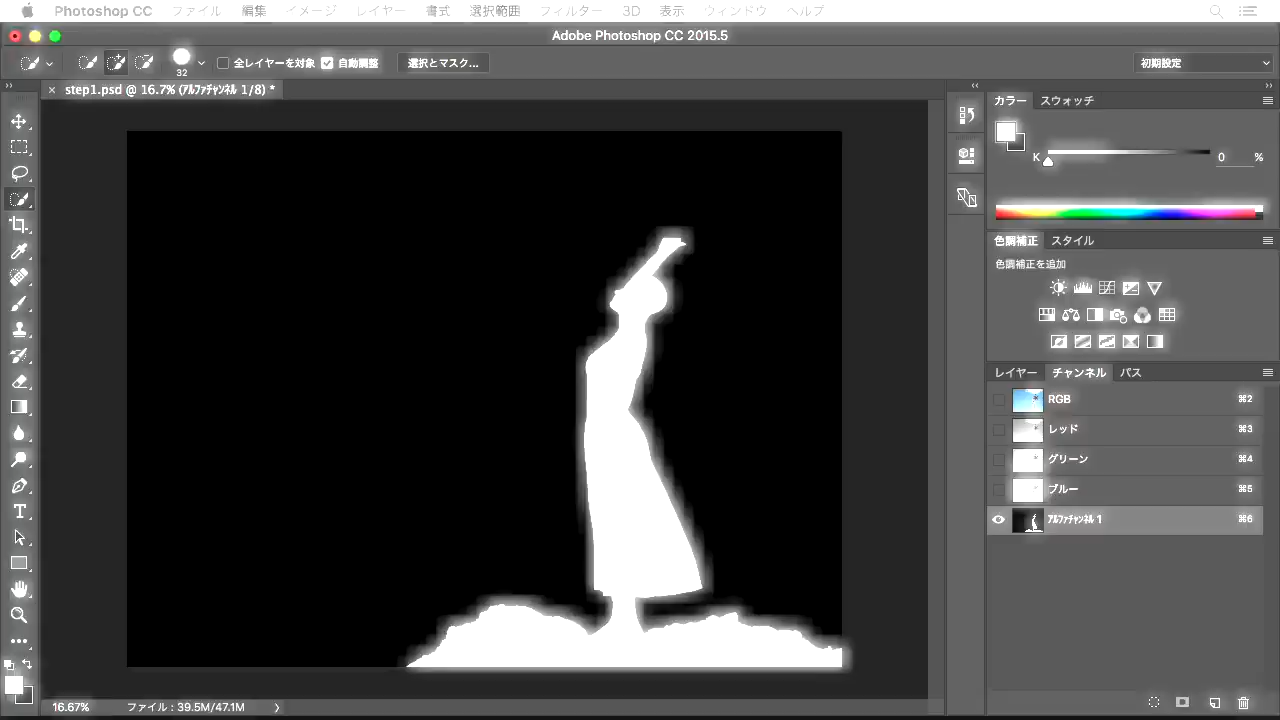 Photoshop CC ファイル 編集 イメージ レイヤー 書式 選択範囲 フィルター 3D 表示 ウィンドウ ヘルプ
Adobe Photoshop CC 2015.5
32 全レイヤーを対象 自動調整 選択とマスク... 初期設定
× step1.psd @ 16.7% (ｱﾙﾌｧﾁｬﾝﾈﾙ 1/8) *
カラー スウォッチ
K 0 %
色調補正 スタイル
色調補正を追加
レイヤー チャンネル パス
RGB ⌘2
レッド ⌘3
グリーン ⌘4
ブルー ⌘5
ｱﾙﾌｧﾁｬﾝﾈﾙ 1 ⌘6
16.67% ファイル : 39.5M/47.1M